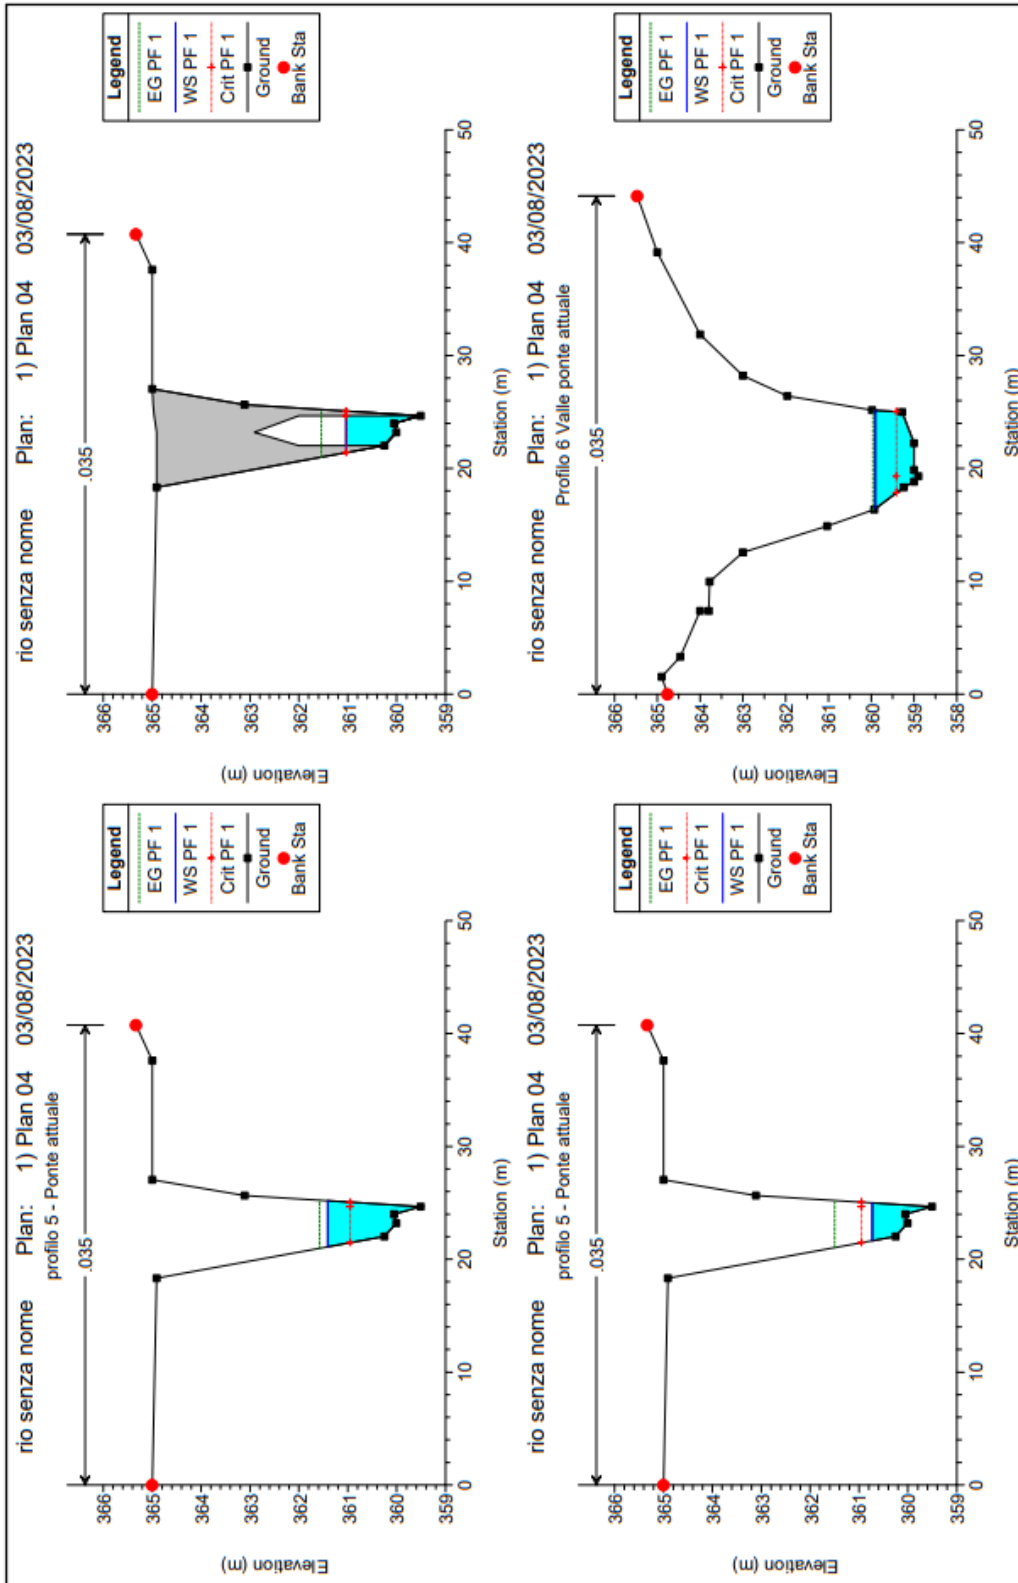 rio senza nome Plan: 1) Plan 04 03/08/2023
profilo 5 - Ponte attuale
.035
Legend
EG PF 1
WS PF 1
Crit PF 1
Ground
Bank Sta
Elevation (m)
366
365
364
363
362
361
360
359
0
10
20
30
40
50
Station (m)
rio senza nome Plan: 1) Plan 04 03/08/2023
.035
Legend
EG PF 1
WS PF 1
Crit PF 1
Ground
Bank Sta
Elevation (m)
366
365
364
363
362
361
360
359
0
10
20
30
40
50
Station (m)
rio senza nome Plan: 1) Plan 04 03/08/2023
profilo 5 - Ponte attuale
.035
Legend
EG PF 1
Crit PF 1
WS PF 1
Ground
Bank Sta
Elevation (m)
366
365
364
363
362
361
360
359
0
10
20
30
40
50
Station (m)
rio senza nome Plan: 1) Plan 04 03/08/2023
Profilo 6 Valle ponte attuale
.035
Legend
EG PF 1
WS PF 1
Crit PF 1
Ground
Bank Sta
Elevation (m)
366
365
364
363
362
361
360
359
358
0
10
20
30
40
50
Station (m)